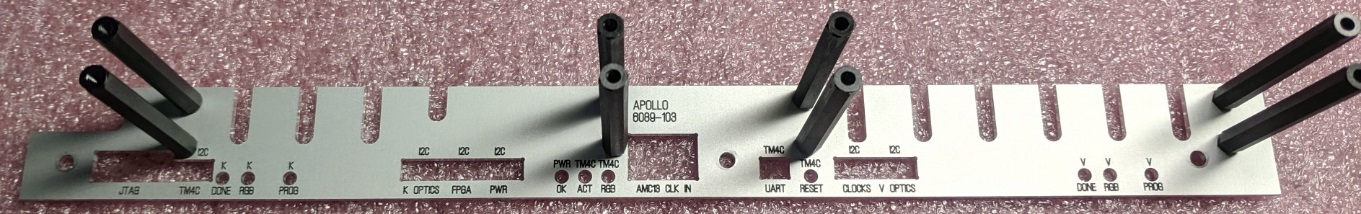 APOLLO
6089-103
I2C K K K I2C I2C I2C PWR TM4C TM4C TM4C TM4C I2C I2C V V V
JTAG TM4C DONE RGB PROG K OPTICS FPGA PWR OK ACT RGB AMC13 CLK IN UART RESET CLOCKS V OPTICS DONE RGB PROG